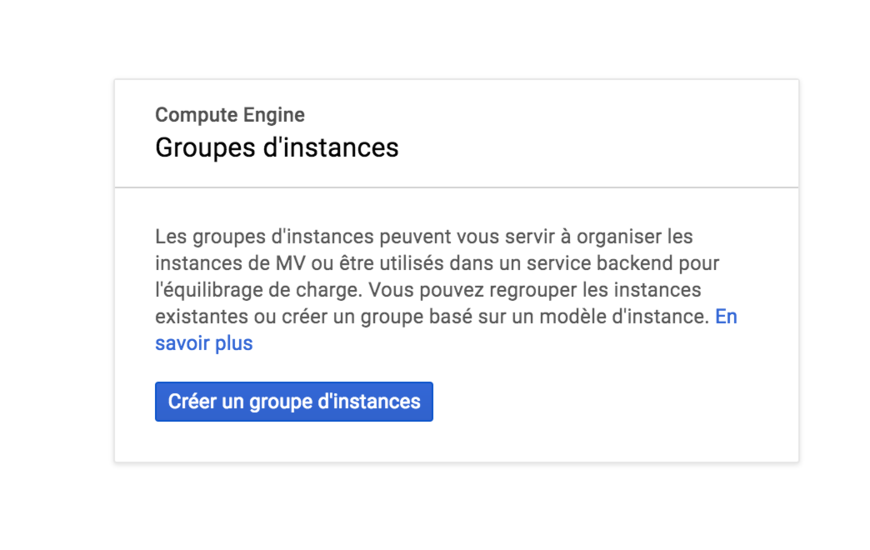 Compute Engine
Groupes d'instances
Les groupes d'instances peuvent vous servir à organiser les
instances de MV ou être utilisés dans un service backend pour
l'équilibrage de charge. Vous pouvez regrouper les instances
existantes ou créer un groupe basé sur un modèle d'instance. En
savoir plus
Créer un groupe d'instances